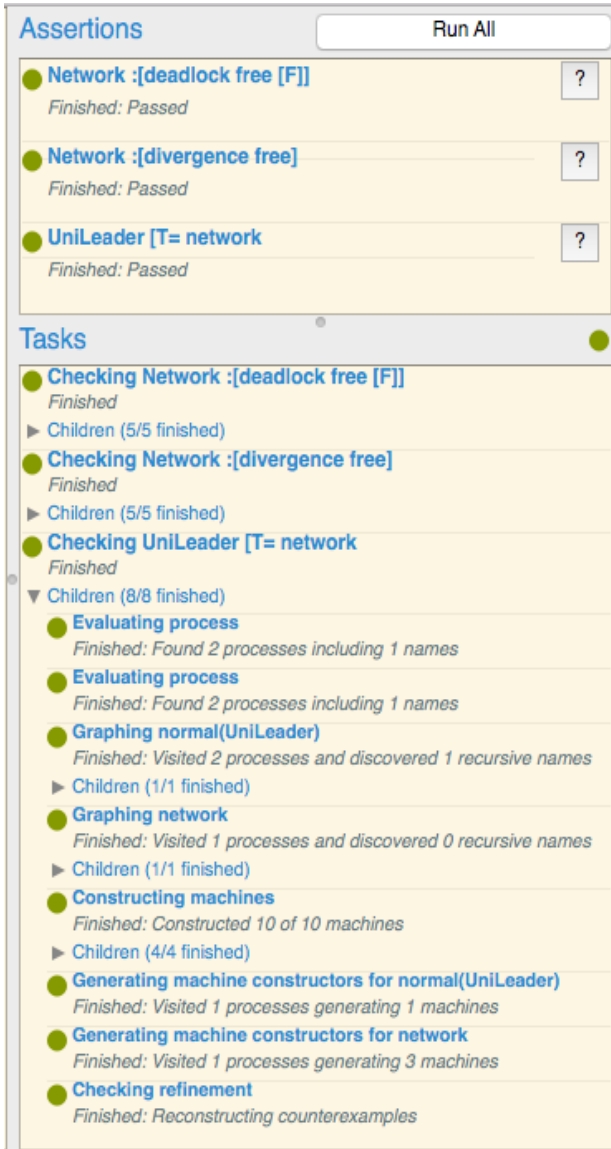 Assertions
Run All
Network :[deadlock free [F]]
?
Finished: Passed
Network :[divergence free]
?
Finished: Passed
UniLeader [T= network
?
Finished: Passed
Tasks
Checking Network :[deadlock free [F]]
Finished
Children (5/5 finished)
Checking Network :[divergence free]
Finished
Children (5/5 finished)
Checking UniLeader [T= network
Finished
Children (8/8 finished)
Evaluating process
Finished: Found 2 processes including 1 names
Evaluating process
Finished: Found 2 processes including 1 names
Graphing normal(UniLeader)
Finished: Visited 2 processes and discovered 1 recursive names
Children (1/1 finished)
Graphing network
Finished: Visited 1 processes and discovered 0 recursive names
Children (1/1 finished)
Constructing machines
Finished: Constructed 10 of 10 machines
Children (4/4 finished)
Generating machine constructors for normal(UniLeader)
Finished: Visited 1 processes generating 1 machines
Generating machine constructors for network
Finished: Visited 1 processes generating 3 machines
Checking refinement
Finished: Reconstructing counterexamples